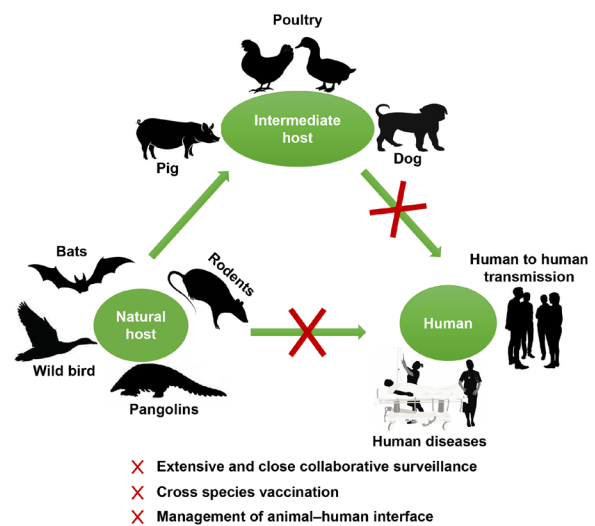 Poultry
Intermediate
host
Pig
Dog
Bats
Rodents
Natural
host
Wild bird
Pangolins
Human to human
transmission
Human
Human diseases
Extensive and close collaborative surveillance
Cross species vaccination
Management of animal–human interface